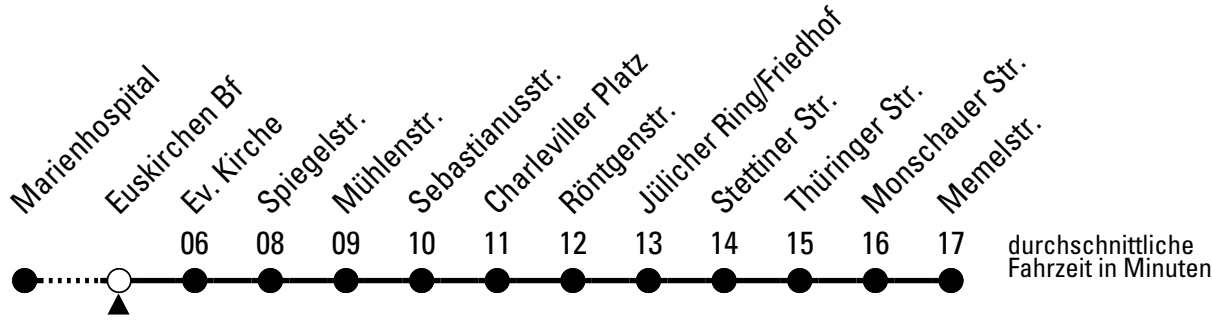 Marienhospital
Euskirchen Bf
Ev. Kirche
Spiegelstr.
Mühlenstr.
Sebastianusstr.
Charleviller Platz
Röntgenstr.
Jülicher Ring/Friedhof
Stettiner Str.
Thüringer Str.
Monschauer Str.
Memelstr.
06 08 09 10 11 12 13 14 15 16 17
durchschnittliche
Fahrzeit in Minuten